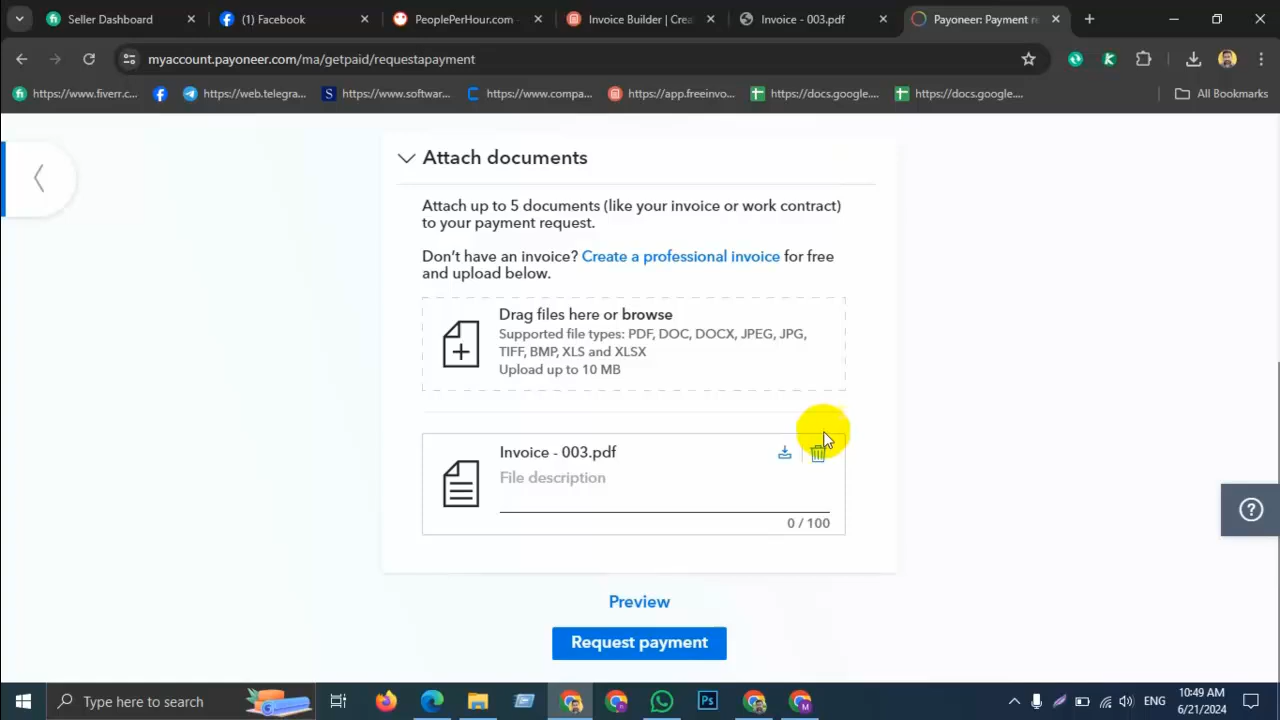 Seller Dashboard
(1) Facebook
PeoplePerHour.com -
Invoice Builder | Crea
Invoice - 003.pdf
Payoneer: Payment re
myaccount.payoneer.com/ma/getpaid/requestapayment
https://www.fiverr.c...
https://web.telegra...
https://www.softwar...
https://www.compa...
https://app.freeinvo...
https://docs.google....
https://docs.google....
All Bookmarks
Attach documents
Attach up to 5 documents (like your invoice or work contract)
to your payment request.
Don't have an invoice? Create a professional invoice for free
and upload below.
Drag files here or browse
Supported file types: PDF, DOC, DOCX, JPEG, JPG,
TIFF, BMP, XLS and XLSX
Upload up to 10 MB
Invoice - 003.pdf
File description
0 / 100
Preview
Request payment
Type here to search
ENG
10:49 AM
6/21/2024